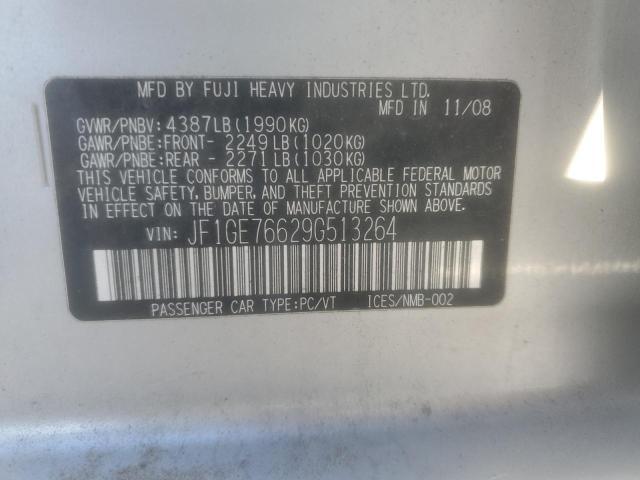 MFD BY FUJI HEAVY INDUSTRIES LTD.
MFD IN 11/08
GVWR/PNBV: 4387LB(1990KG)
GAWR/PNBE:FRONT- 2249LB(1020KG)
GAWR/PNBE:REAR - 2271LB(1030KG)
THIS VEHICLE CONFORMS TO ALL APPLICABLE FEDERAL MOTOR
VEHICLE SAFETY, BUMPER, AND THEFT PREVENTION STANDARDS
IN EFFECT ON THE DATE OF MANUFACTURE SHOWN ABOVE.
VIN: JF1GE76629G513264
PASSENGER CAR TYPE:PC/VT ICES/NMB-002